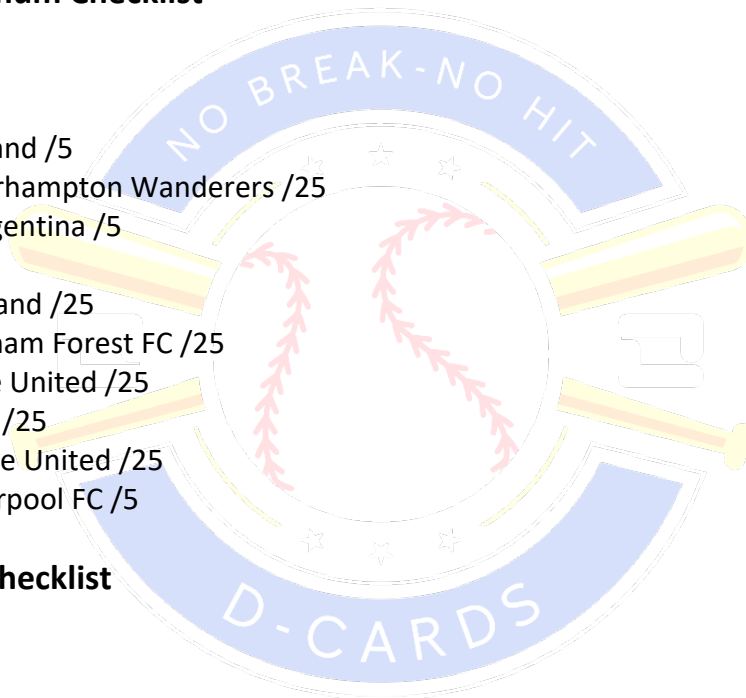 num Checklist
NO BREAK-NO HIT
and /5
rhampton Wanderers /25
gentina /5
and /25
ham Forest FC /25
e United /25
/25
e United /25
rpool FC /5
hecklist
D-CARDS